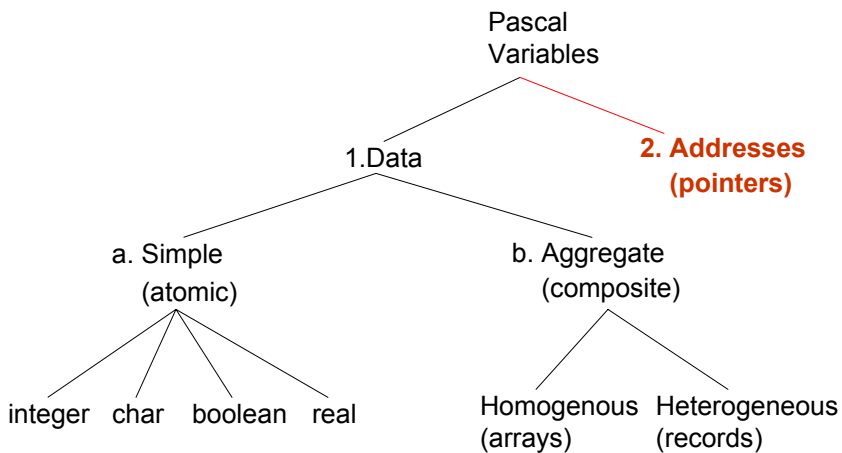 Pascal
Variables
1.Data
2. Addresses
(pointers)
a. Simple
(atomic)
b. Aggregate
(composite)
integer char boolean real
Homogenous
(arrays)
Heterogeneous
(records)